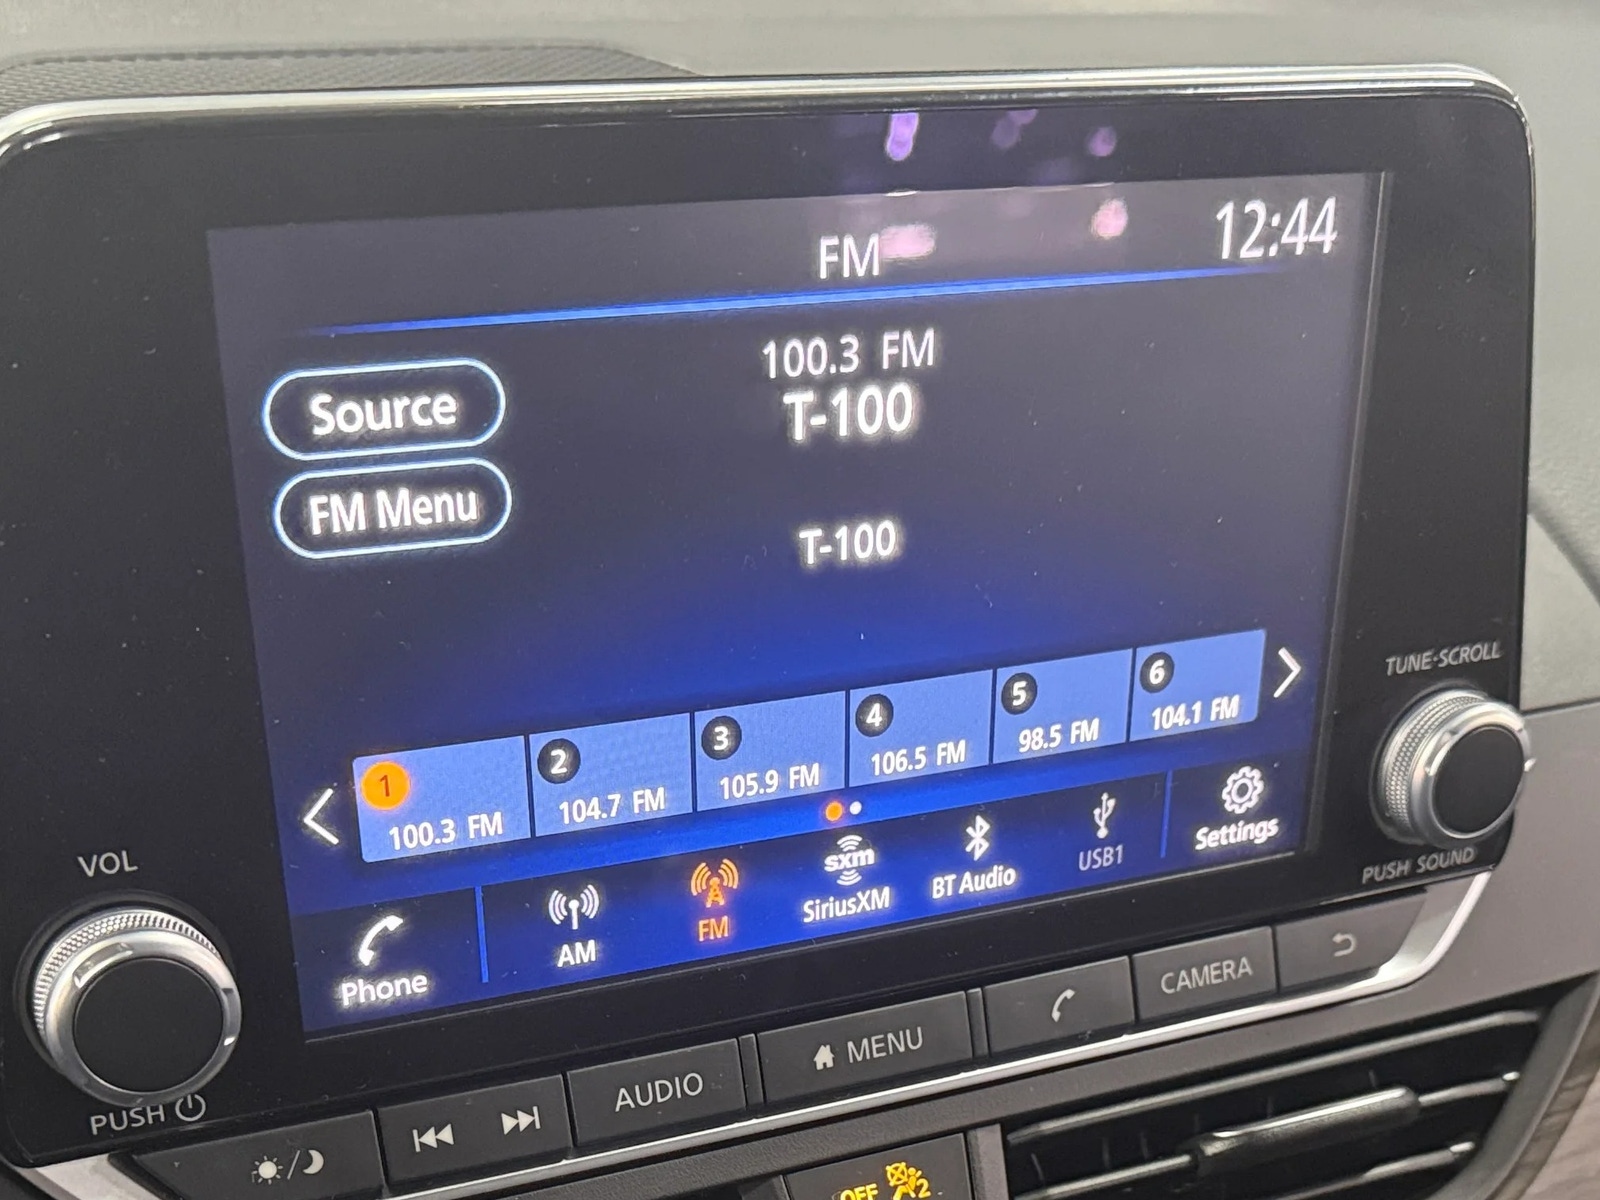 FM
12:44
100.3 FM
T-100
Source
FM Menu
T-100
1
100.3 FM
2
104.7 FM
3
105.9 FM
4
106.5 FM
5
98.5 FM
6
104.1 FM
Phone
AM
FM
sxm
SiriusXM
BT Audio
USB1
Settings
VOL
PUSH
TUNE·SCROLL
PUSH SOUND
AUDIO
MENU
CAMERA
OFF
2